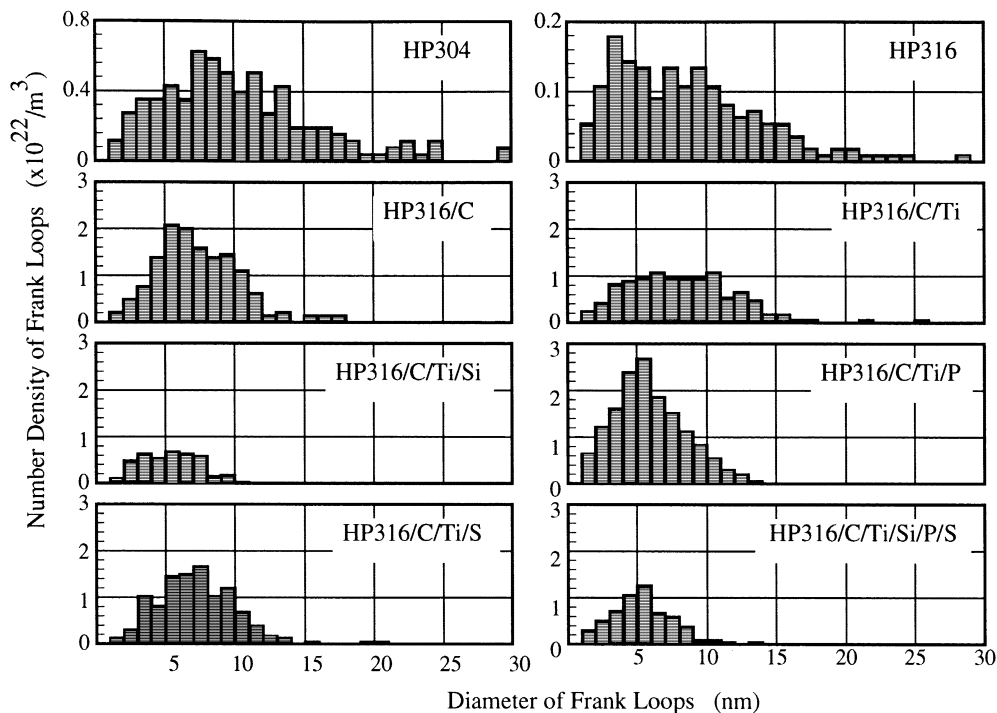 Number Density of Frank Loops (x10^22/m^3)
0.8
0.4
0
HP304
0.2
0.1
0
HP316
3
2
1
0
HP316/C
3
2
1
0
HP316/C/Ti
3
2
1
0
HP316/C/Ti/Si
3
2
1
0
HP316/C/Ti/P
3
2
1
0
HP316/C/Ti/S
3
2
1
0
HP316/C/Ti/Si/P/S
5 10 15 20 25 30
5 10 15 20 25 30
Diameter of Frank Loops (nm)